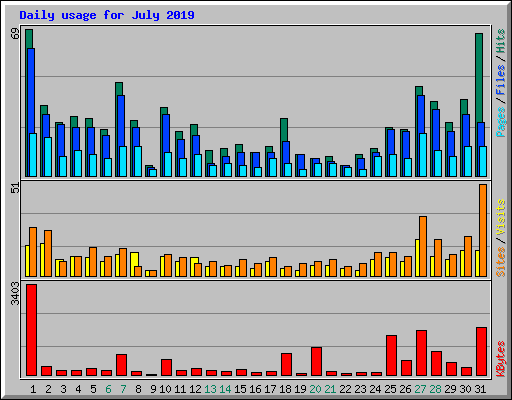 Daily usage for July 2019
69
Pages / Files / Hits
51
Sites / Visits
3403
KBytes
1 2 3 4 5 6 7 8 9 10 11 12 13 14 15 16 17 18 19 20 21 22 23 24 25 26 27 28 29 30 31